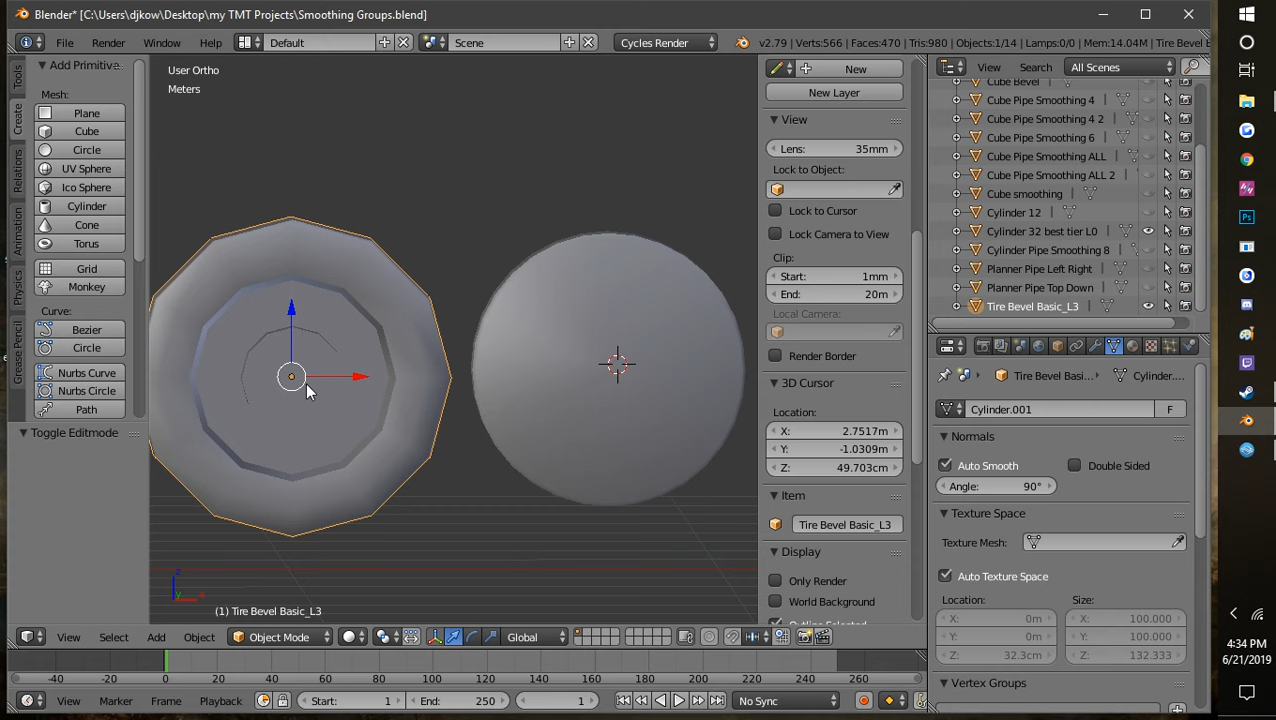 Blender* [C:\Users\djkow\Desktop\my TMT Projects\Smoothing Groups.blend]
File Render Window Help Default Scene Cycles Render v2.79 | Verts:566 | Faces:470 | Tris:980 | Objects:1/14 | Lamps:0/0 | Mem:14.04M | Tire Bevel B
Tools
Create
Relations
Animation
Physics
Grease Pencil
Add Primitive
Mesh:
Plane
Cube
Circle
UV Sphere
Ico Sphere
Cylinder
Cone
Torus
Grid
Monkey
Curve:
Bezier
Circle
Nurbs Curve
Nurbs Circle
Path
Toggle Editmode
User Ortho
Meters
(1) Tire Bevel Basic_L3
New
New Layer
View
Lens: 35mm
Lock to Object:
Lock to Cursor
Lock Camera to View
Clip:
Start: 1mm
End: 20m
Local Camera:
Render Border
3D Cursor
Location:
X: 2.7517m
Y: -1.0309m
Z: 49.703cm
Item
Tire Bevel Basic_L3
Display
Only Render
World Background
Outline Selected
View Search All Scenes
Cube Bevel
Cube Pipe Smoothing 4
Cube Pipe Smoothing 4 2
Cube Pipe Smoothing 6
Cube Pipe Smoothing ALL
Cube Pipe Smoothing ALL 2
Cube smoothing
Cylinder 12
Cylinder 32 best tier L0
Cylinder Pipe Smoothing 8
Planner Pipe Left Right
Planner Pipe Top Down
Tire Bevel Basic_L3
Tire Bevel Basi... Cylinder....
Cylinder.001 F
Normals
Auto Smooth Double Sided
Angle: 90°
Texture Space
Texture Mesh:
Auto Texture Space
Location: Size:
X: 0m X: 100.000
Y: 0m Y: 100.000
Z: 32.3cm Z: 132.333
Vertex Groups
View Select Add Object Object Mode Global
-40 -20 0 20 40 60 80 100 120 140 160 180 200 220 240 260
View Marker Frame Playback Start: 1 End: 250 1 No Sync
Ps
4:34 PM
6/21/2019